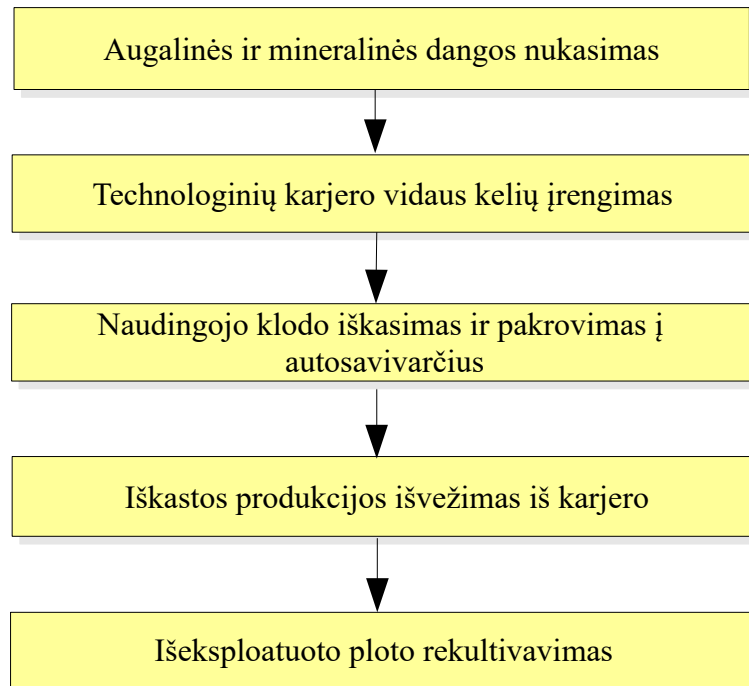 Augalinės ir mineralinės dangos nukasimas
Technologinių karjero vidaus kelių įrengimas
Naudingojo klodo iškasimas ir pakrovimas į
autosavivarčius
Iškastos produkcijos išvežimas iš karjero
Išeksploatuoto ploto rekultivavimas